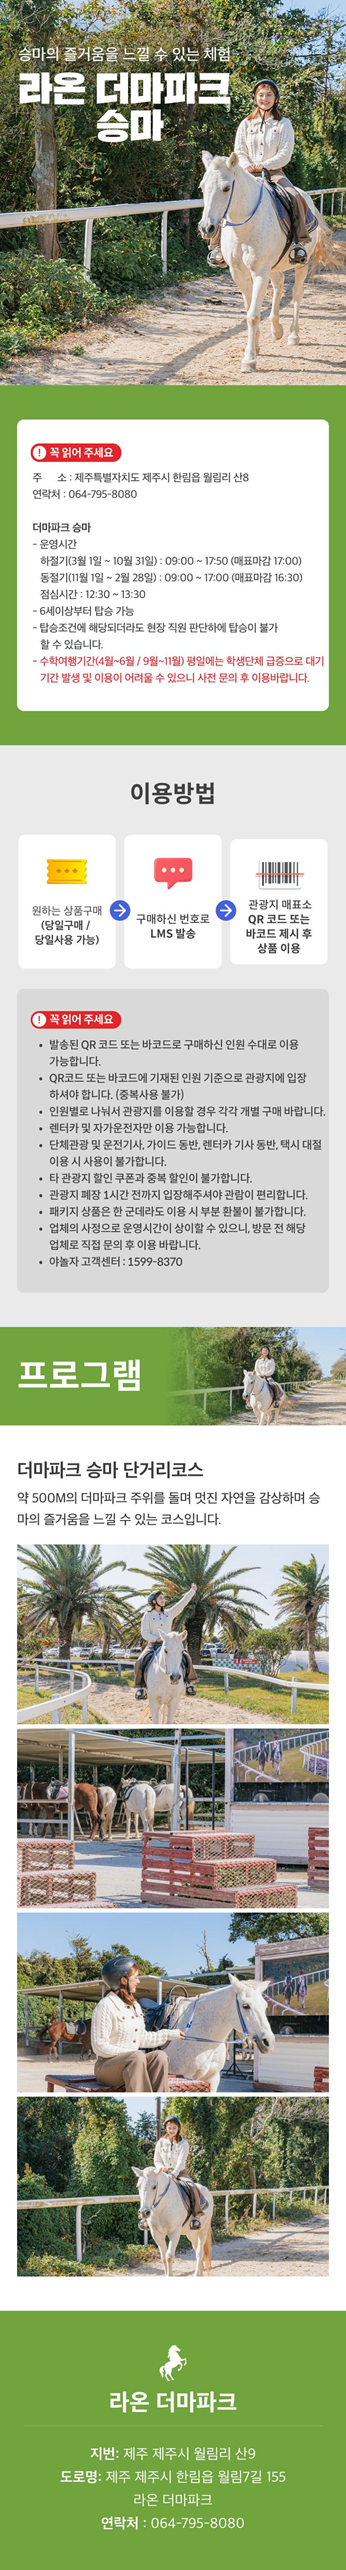 승마의 즐거움을 느낄 수 있는 체험
라온 더마파크
승마
! 꼭 읽어 주세요
주 소 : 제주특별자치도 제주시 한림읍 월림리 산8
연락처 : 064-795-8080
더마파크 승마
- 운영시간
하절기(3월 1일 ~ 10월 31일) : 09:00 ~ 17:50 (매표마감 17:00)
동절기(11월 1일 ~ 2월 28일) : 09:00 ~ 17:00 (매표마감 16:30)
점심시간 : 12:30 ~ 13:30
- 6세이상부터 탑승 가능
- 탑승조건에 해당되더라도 현장 직원 판단하에 탑승이 불가
할 수 있습니다.
- 수학여행기간(4월~6월 / 9월~11월) 평일에는 학생단체 급증으로 대기
기간 발생 및 이용이 어려울 수 있으니 사전 문의 후 이용바랍니다.
이용방법
원하는 상품구매
(당일구매 /
당일사용 가능)
구매하신 번호로
LMS 발송
관광지 매표소
QR 코드 또는
바코드 제시 후
상품 이용
! 꼭 읽어 주세요
• 발송된 QR 코드 또는 바코드로 구매하신 인원 수대로 이용
가능합니다.
• QR코드 또는 바코드에 기재된 인원 기준으로 관광지에 입장
하셔야 합니다. (중복사용 불가)
• 인원별로 나눠서 관광지를 이용할 경우 각각 개별 구매 바랍니다.
• 렌터카 및 자가운전자만 이용 가능합니다.
• 단체관광 및 운전기사, 가이드 동반, 렌터카 기사 동반, 택시 대절
이용 시 사용이 불가합니다.
• 타 관광지 할인 쿠폰과 중복 할인이 불가합니다.
• 관광지 폐장 1시간 전까지 입장해주셔야 관람이 편리합니다.
• 패키지 상품은 한 군데라도 이용 시 부분 환불이 불가합니다.
• 업체의 사정으로 운영시간이 상이할 수 있으니, 방문 전 해당
업체로 직접 문의 후 이용 바랍니다.
• 야놀자 고객센터 : 1599-8370
프로그램
더마파크 승마 단거리코스
약 500M의 더마파크 주위를 돌며 멋진 자연을 감상하며 승
마의 즐거움을 느낄 수 있는 코스입니다.
라온 더마파크
지번: 제주 제주시 월림리 산9
도로명: 제주 제주시 한림읍 월림7길 155
라온 더마파크
연락처 : 064-795-8080